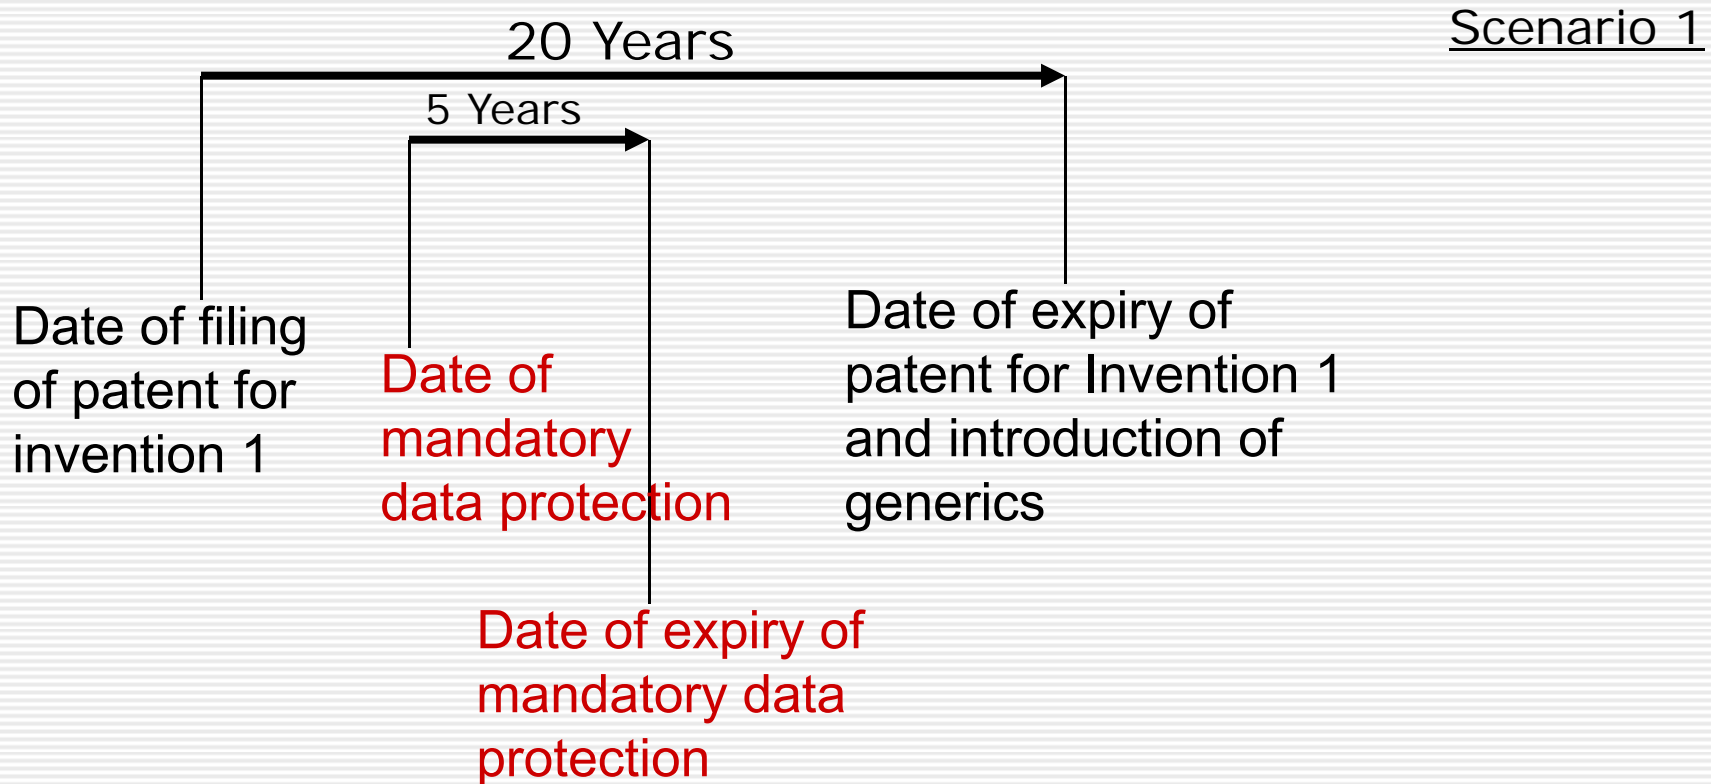 Scenario 1
20 Years
5 Years
Date of filing
of patent for
invention 1
Date of
mandatory
data protection
Date of expiry of
mandatory data
protection
Date of expiry of
patent for Invention 1
and introduction of
generics